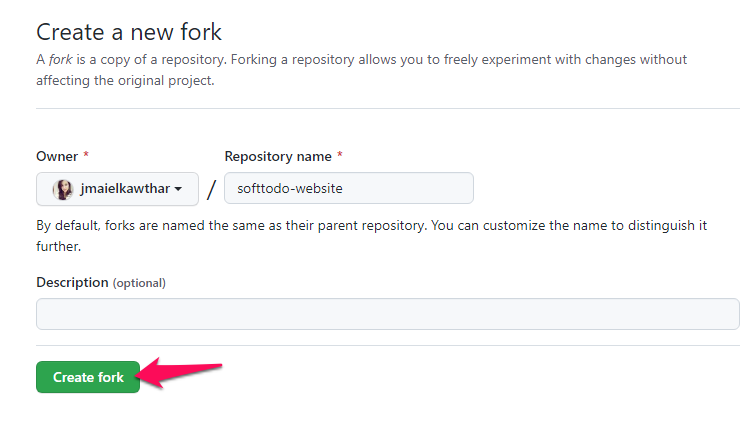 Create a new fork
A fork is a copy of a repository. Forking a repository allows you to freely experiment with changes without
affecting the original project.
Owner * Repository name *
jmaielkawthar / softtodo-website
By default, forks are named the same as their parent repository. You can customize the name to distinguish it
further.
Description (optional)
Create fork